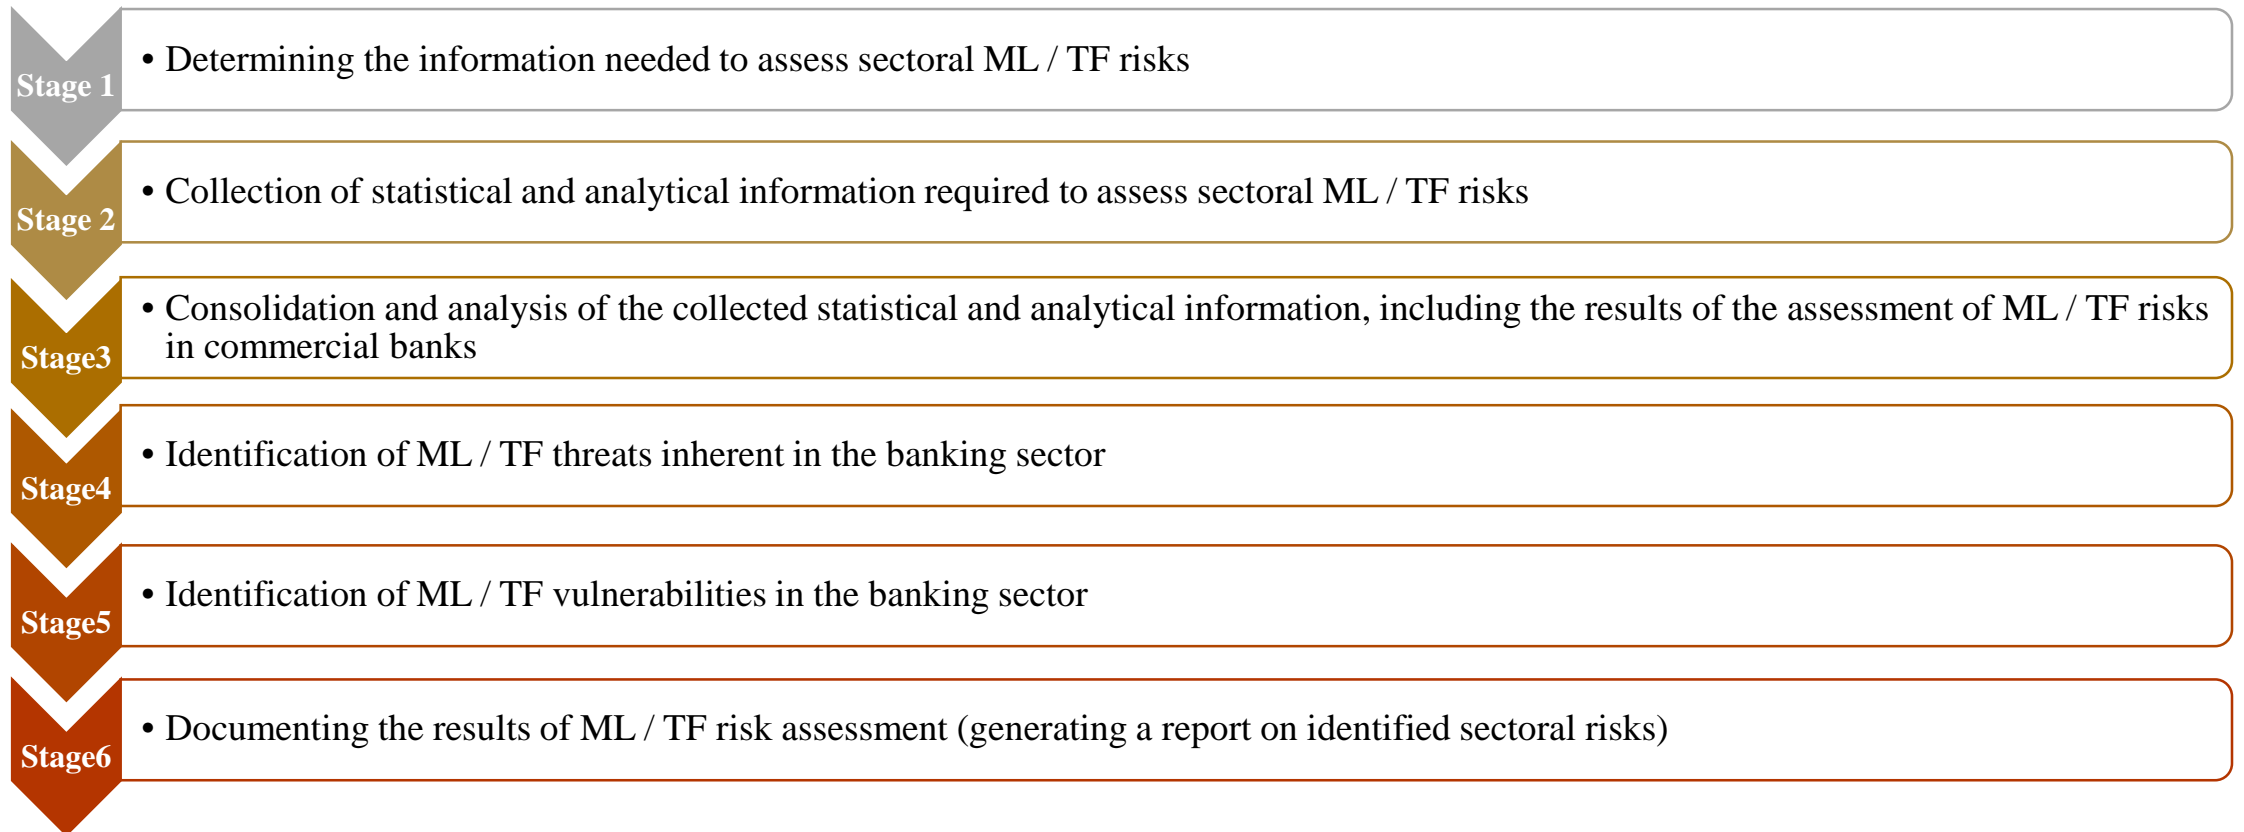 Stage 1
• Determining the information needed to assess sectoral ML / TF risks
Stage 2
• Collection of statistical and analytical information required to assess sectoral ML / TF risks
Stage3
• Consolidation and analysis of the collected statistical and analytical information, including the results of the assessment of ML / TF risks
in commercial banks
Stage4
• Identification of ML / TF threats inherent in the banking sector
Stage5
• Identification of ML / TF vulnerabilities in the banking sector
Stage6
• Documenting the results of ML / TF risk assessment (generating a report on identified sectoral risks)